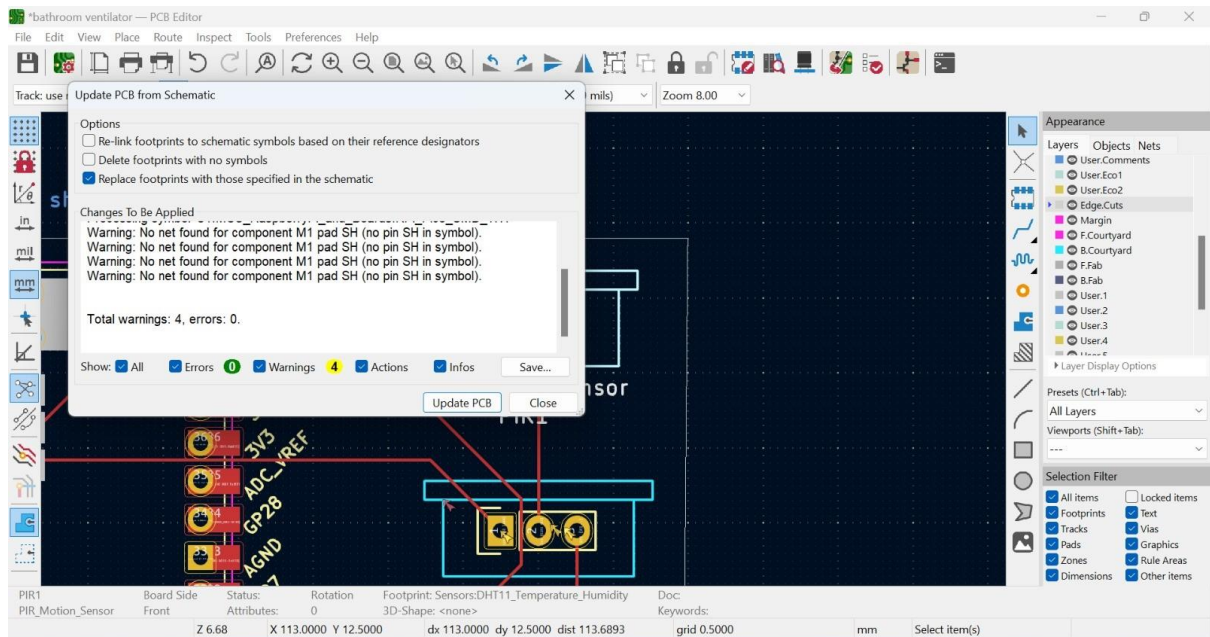 *bathroom ventilator — PCB Editor
File Edit View Place Route Inspect Tools Preferences Help
Track: use
mils)
Zoom 8.00
Update PCB from Schematic
Options
Re-link footprints to schematic symbols based on their reference designators
Delete footprints with no symbols
Replace footprints with those specified in the schematic
Changes To Be Applied
Warning: No net found for component M1 pad SH (no pin SH in symbol).
Warning: No net found for component M1 pad SH (no pin SH in symbol).
Warning: No net found for component M1 pad SH (no pin SH in symbol).
Warning: No net found for component M1 pad SH (no pin SH in symbol).
Total warnings: 4, errors: 0.
Show: All Errors 0 Warnings 4 Actions Infos Save...
Update PCB Close
in
mil
mm
sh
nsor
PIR1
3V3
ADC_VREF
GP28
AGND
1 2 3
Appearance
Layers Objects Nets
User.Comments
User.Eco1
User.Eco2
Edge.Cuts
Margin
F.Courtyard
B.Courtyard
F.Fab
B.Fab
User.1
User.2
User.3
User.4
Layer Display Options
Presets (Ctrl+Tab):
All Layers
Viewports (Shift+Tab):
---
Selection Filter
All items Locked items
Footprints Text
Tracks Vias
Pads Graphics
Zones Rule Areas
Dimensions Other items
PIR1 Board Side Status: Rotation Footprint: Sensors:DHT11_Temperature_Humidity Doc:
PIR_Motion_Sensor Front Attributes: 0 3D-Shape: <none> Keywords:
Z 6.68 X 113.0000 Y 12.5000 dx 113.0000 dy 12.5000 dist 113.6893 grid 0.5000 mm Select item(s)